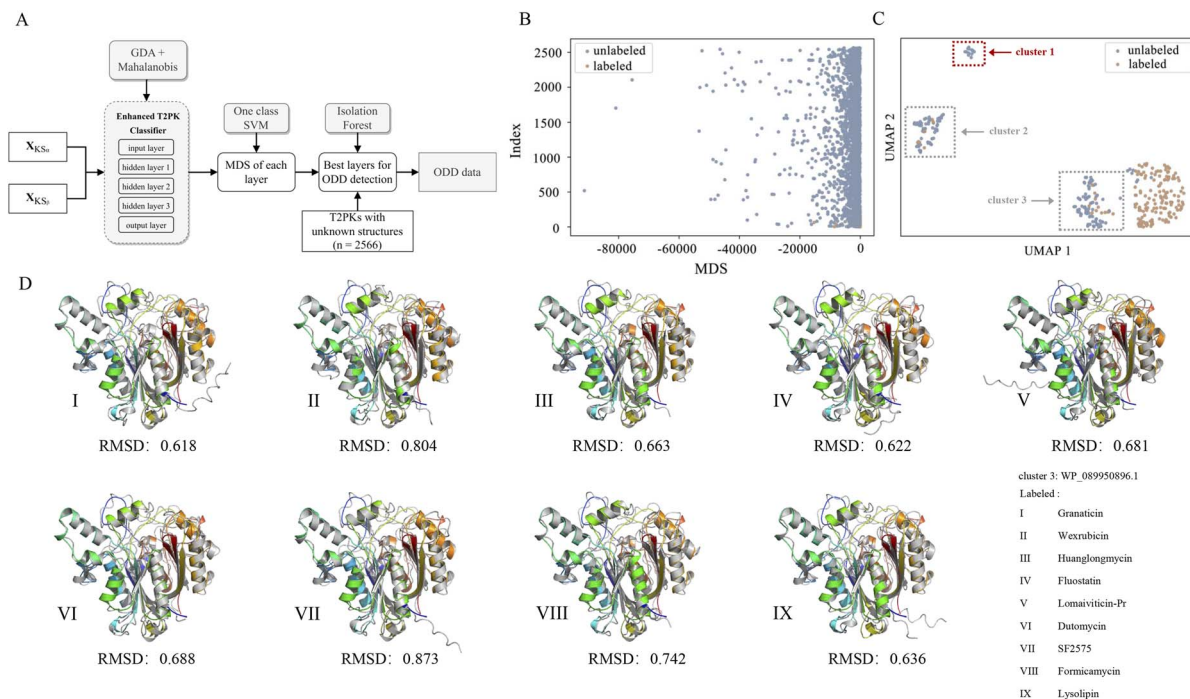 A
GDA +
Mahalanobis
Enhanced T2PK
Classifier
input layer
hidden layer 1
hidden layer 2
hidden layer 3
output layer
X_KSα
X_KSβ
One class
SVM
MDS of each
layer
Isolation
Forest
Best layers for
ODD detection
T2PKs with
unknown structures
(n = 2566)
ODD data
B
unlabeled
labeled
Index
2500
2000
1500
1000
500
0
-80000
-60000
-40000
-20000
0
MDS
C
cluster 1
unlabeled
labeled
cluster 2
cluster 3
UMAP 2
UMAP 1
D
I
RMSD: 0.618
II
RMSD: 0.804
III
RMSD: 0.663
IV
RMSD: 0.622
V
RMSD: 0.681
VI
RMSD: 0.688
VII
RMSD: 0.873
VIII
RMSD: 0.742
IX
RMSD: 0.636
cluster 3: WP_089950896.1
Labeled :
I Granaticin
II Wexrubicin
III Huanglongmycin
IV Fluostatin
V Lomaiviticin-Pr
VI Dutomycin
VII SF2575
VIII Formicamycin
IX Lysolipin